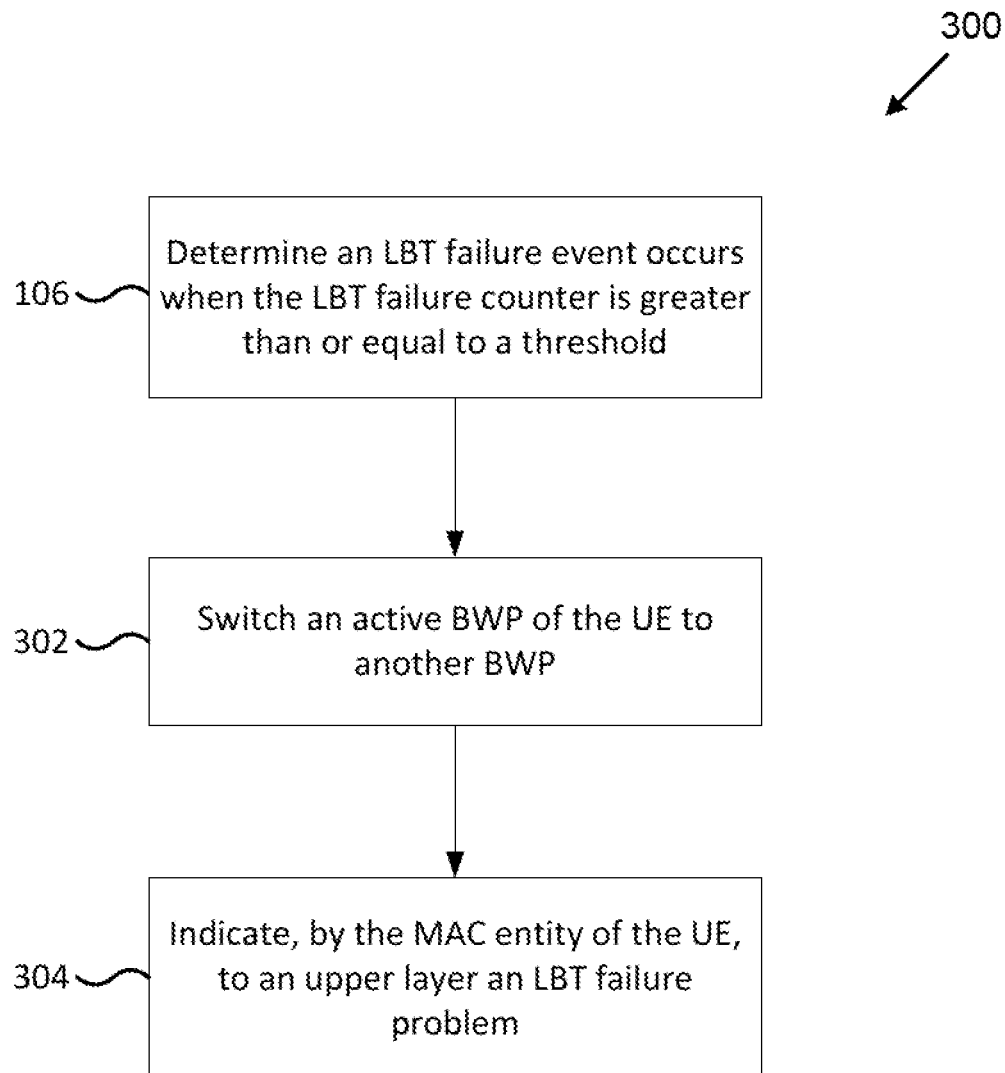 300
106
Determine an LBT failure event occurs
when the LBT failure counter is greater
than or equal to a threshold
302
Switch an active BWP of the UE to
another BWP
304
Indicate, by the MAC entity of the UE,
to an upper layer an LBT failure
problem